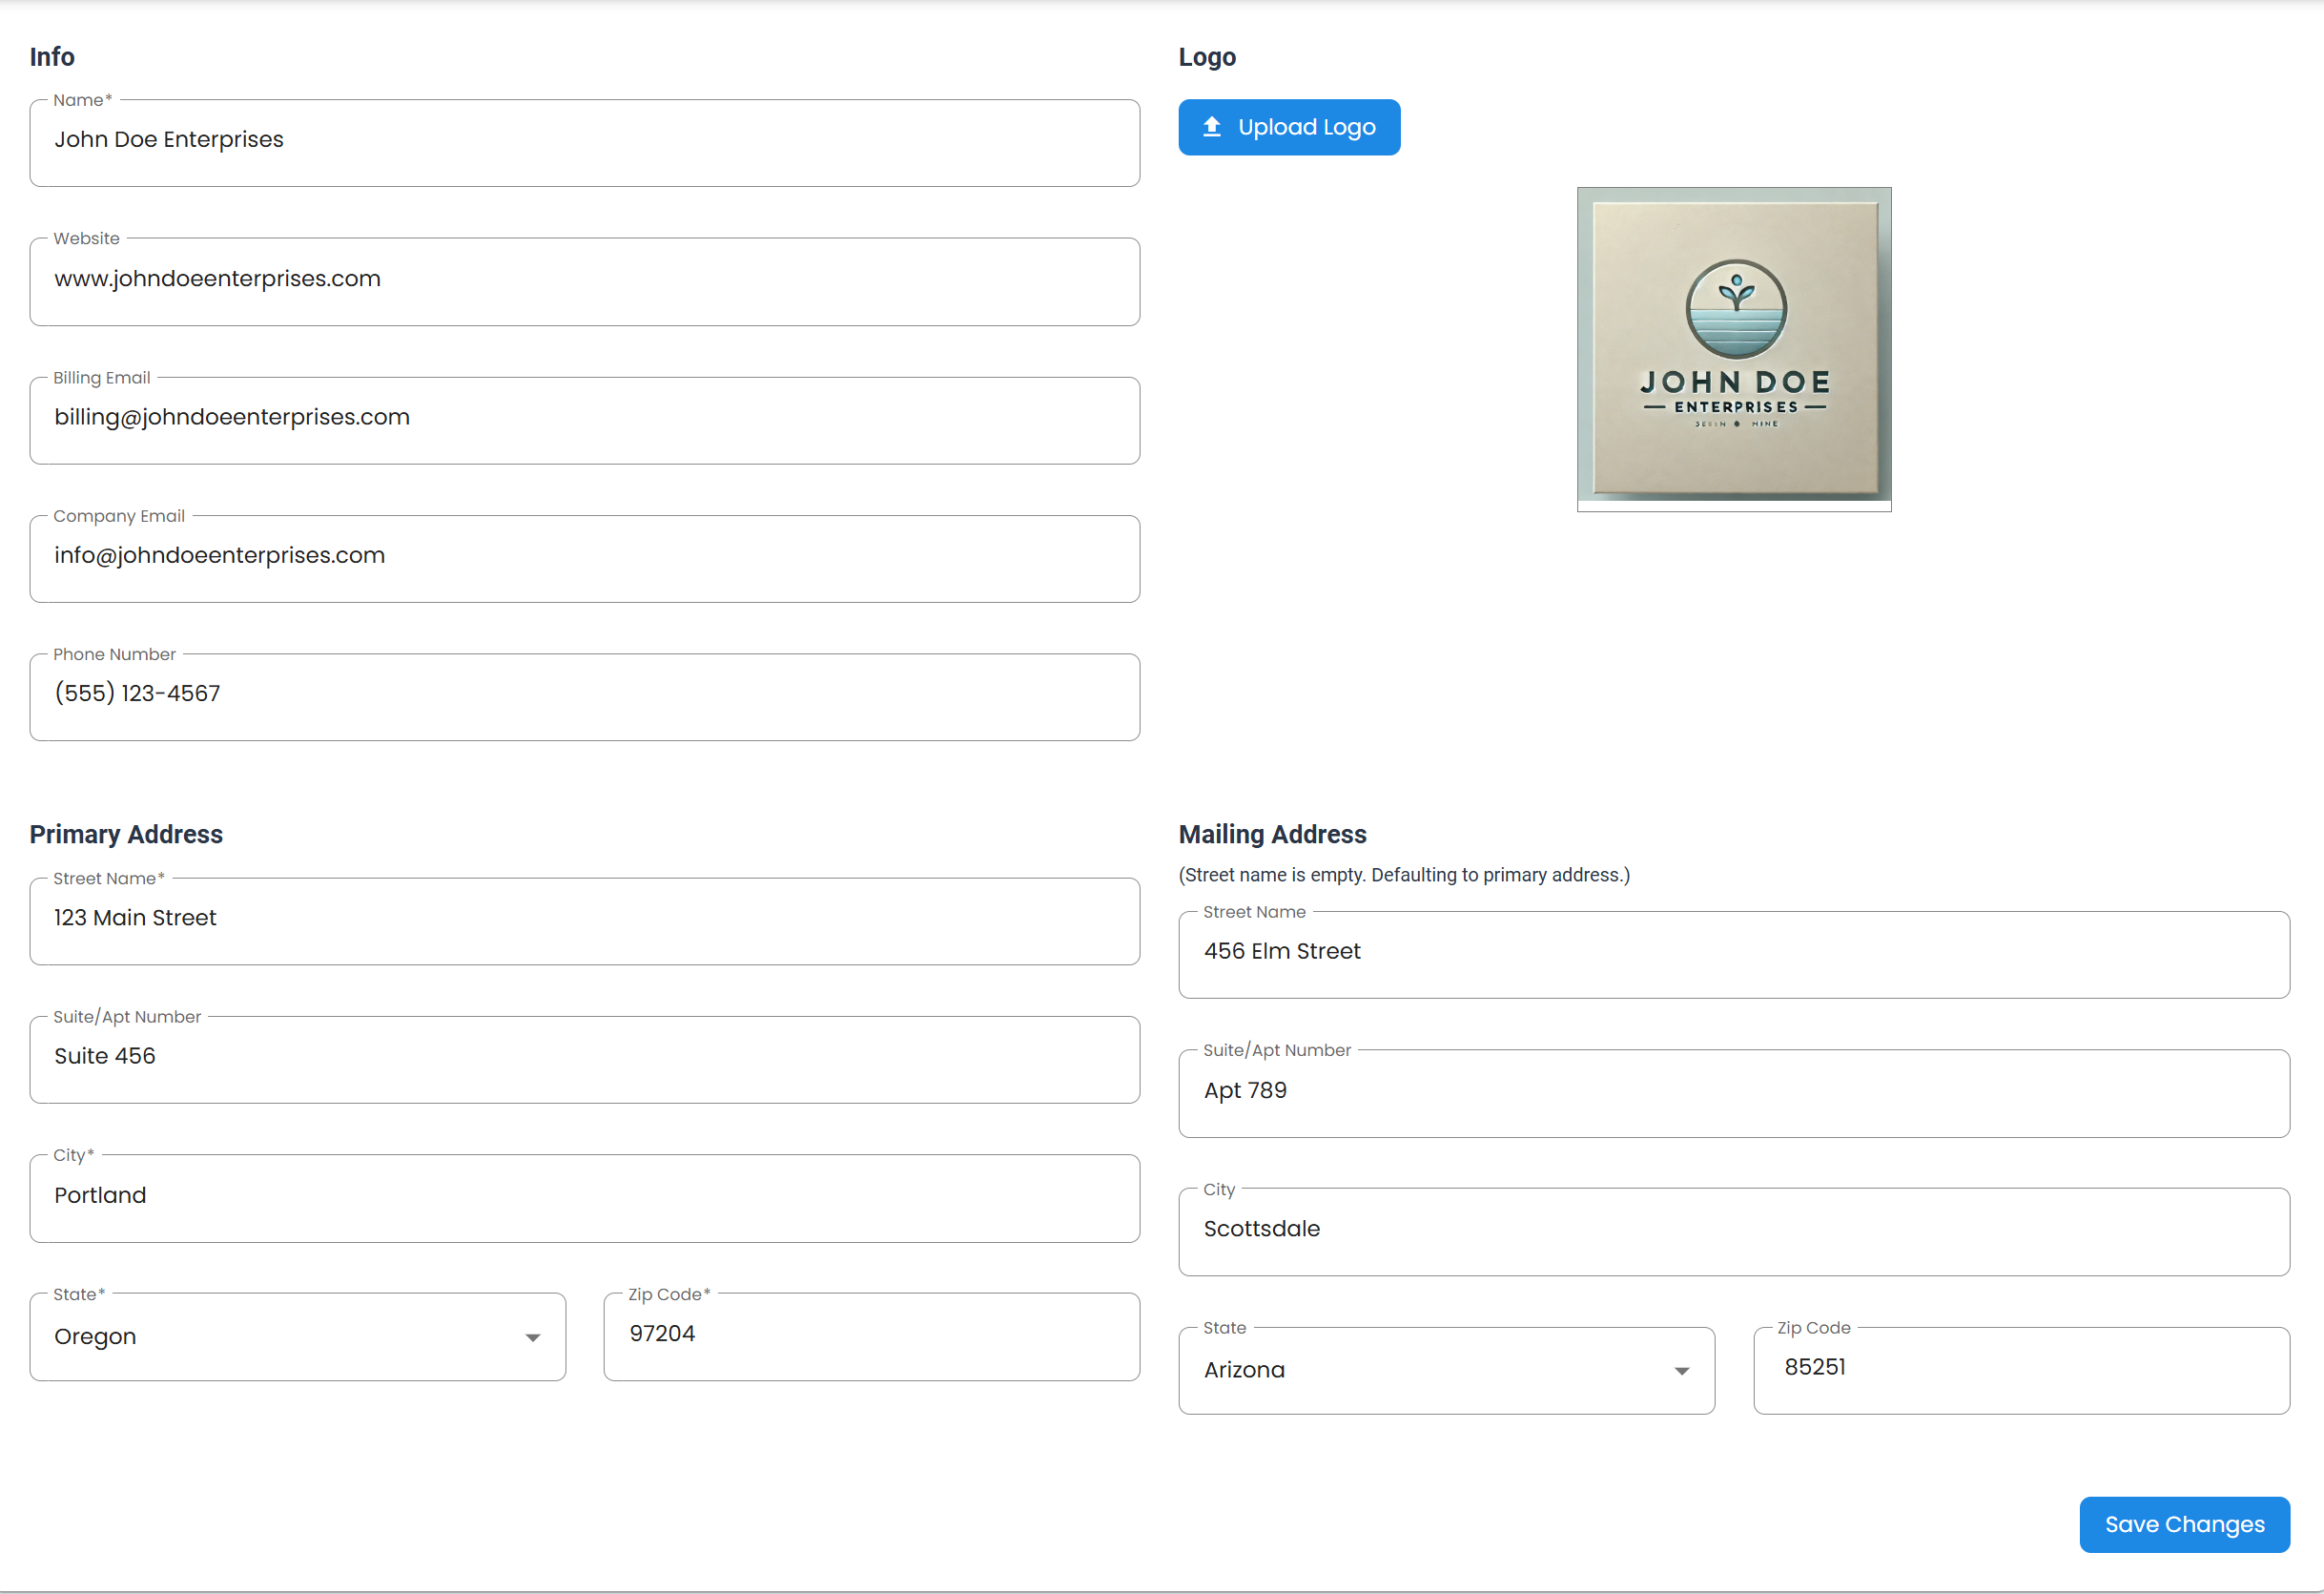 Info
Name*
John Doe Enterprises
Website
www.johndoeenterprises.com
Billing Email
billing@johndoeenterprises.com
Company Email
info@johndoeenterprises.com
Phone Number
(555) 123-4567
Logo
Upload Logo
JOHN DOE
ENTERPRISES
Primary Address
Street Name*
123 Main Street
Suite/Apt Number
Suite 456
City*
Portland
State*
Oregon
Zip Code*
97204
Mailing Address
(Street name is empty. Defaulting to primary address.)
Street Name
456 Elm Street
Suite/Apt Number
Apt 789
City
Scottsdale
State
Arizona
Zip Code
85251
Save Changes